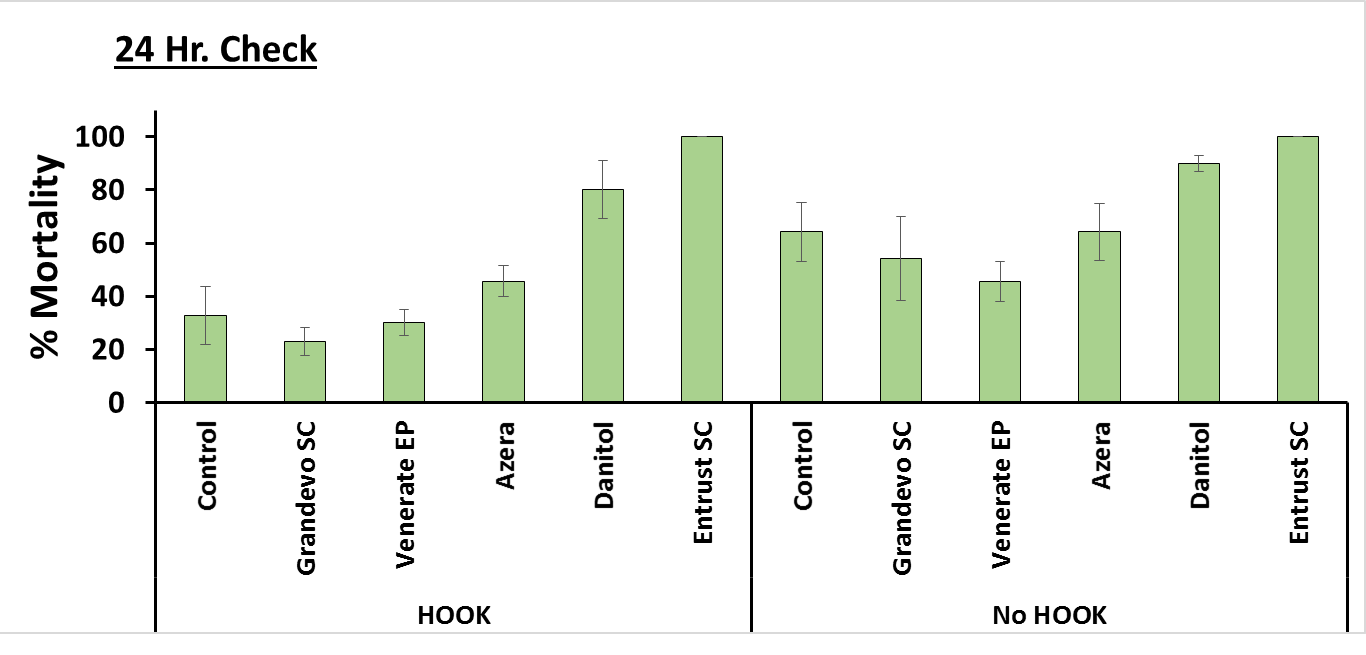 24 Hr. Check
% Mortality
100
80
60
40
20
0
Control
Grandevo SC
Venerate EP
Azera
Danitol
Entrust SC
Control
Grandevo SC
Venerate EP
Azera
Danitol
Entrust SC
HOOK
No HOOK